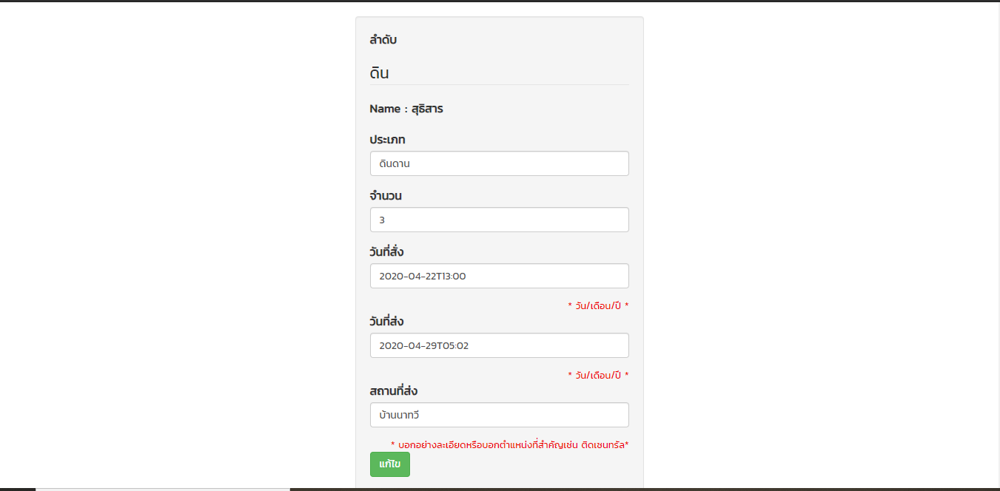 ลำดับ
ดิน
Name : สุธิสาร
ประเภท
ดินดาน
จำนวน
3
วันที่สั่ง
2020-04-22T13:00
* วัน/เดือน/ปี *
วันที่ส่ง
2020-04-29T05:02
* วัน/เดือน/ปี *
สถานที่ส่ง
บ้านนาทวี
* บอกอย่างละเอียดหรือบอกตำแหน่งที่สำคัญเช่น ติดเซนทรัล*
แก้ไข